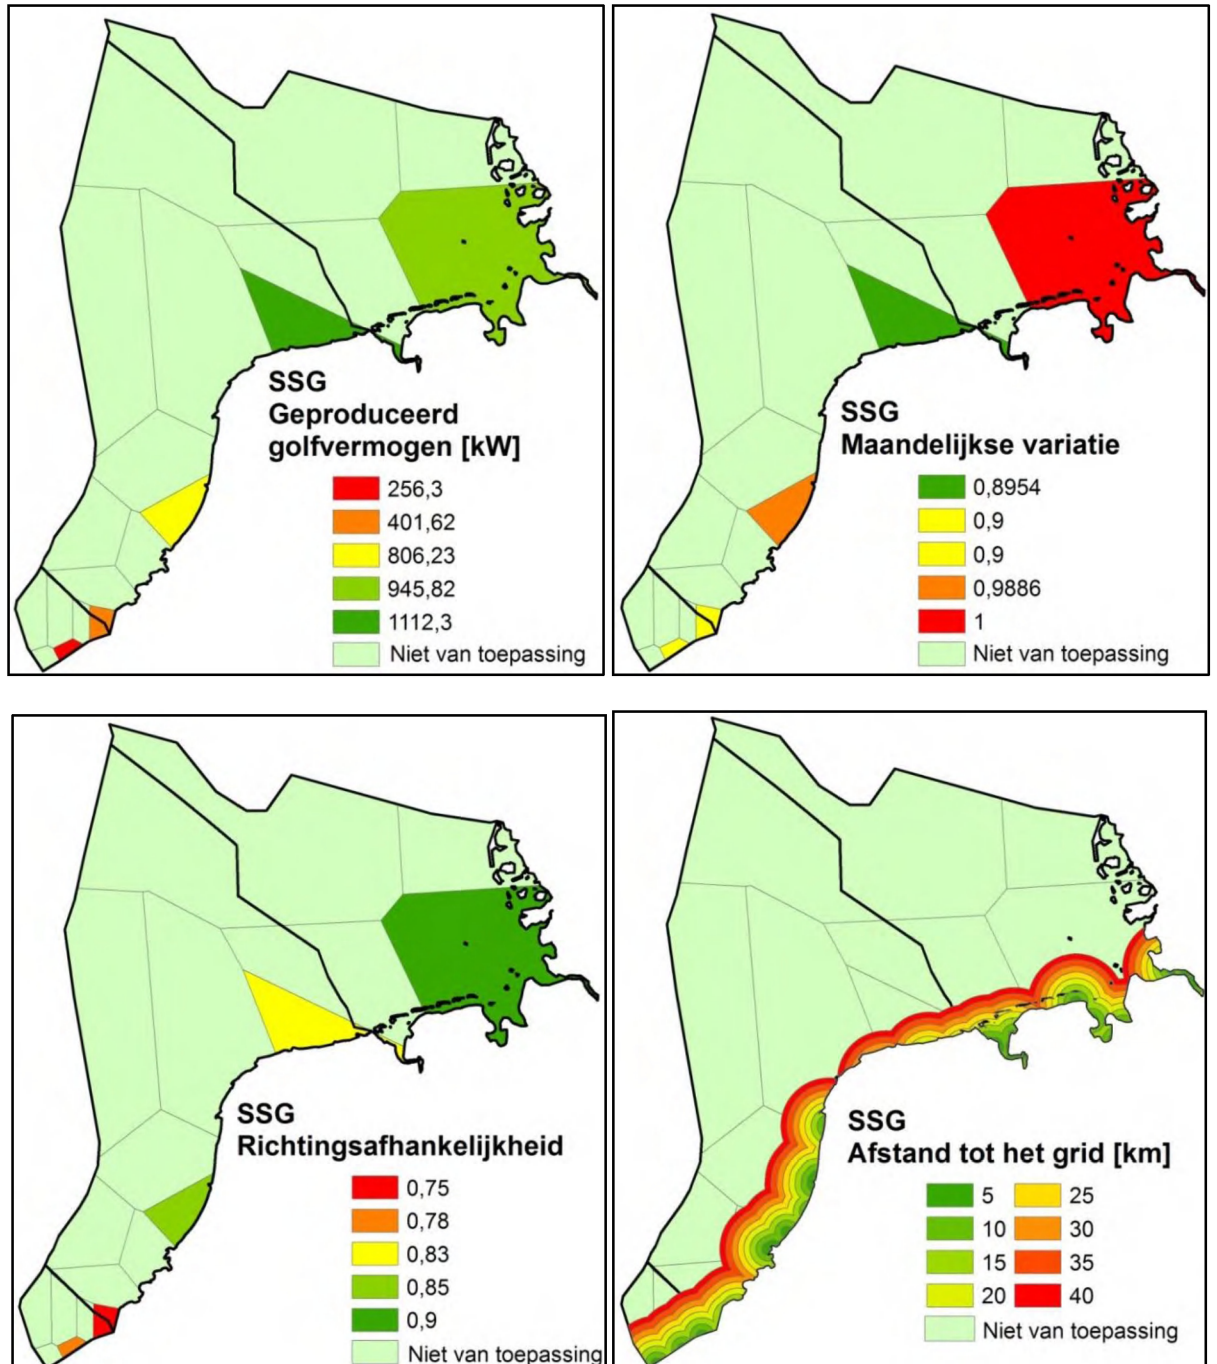 SSG
Geproduceerd
golfvermogen [kW]
256,3
401,62
806,23
945,82
1112,3
Niet van toepassing
SSG
Maandelijkse variatie
0,8954
0,9
0,9
0,9886
1
Niet van toepassing
SSG
Richtingsafhankelijkheid
0,75
0,78
0,83
0,85
0,9
Niet van toepassing
SSG
Afstand tot het grid [km]
5 25
10 30
15 35
20 40
Niet van toepassing